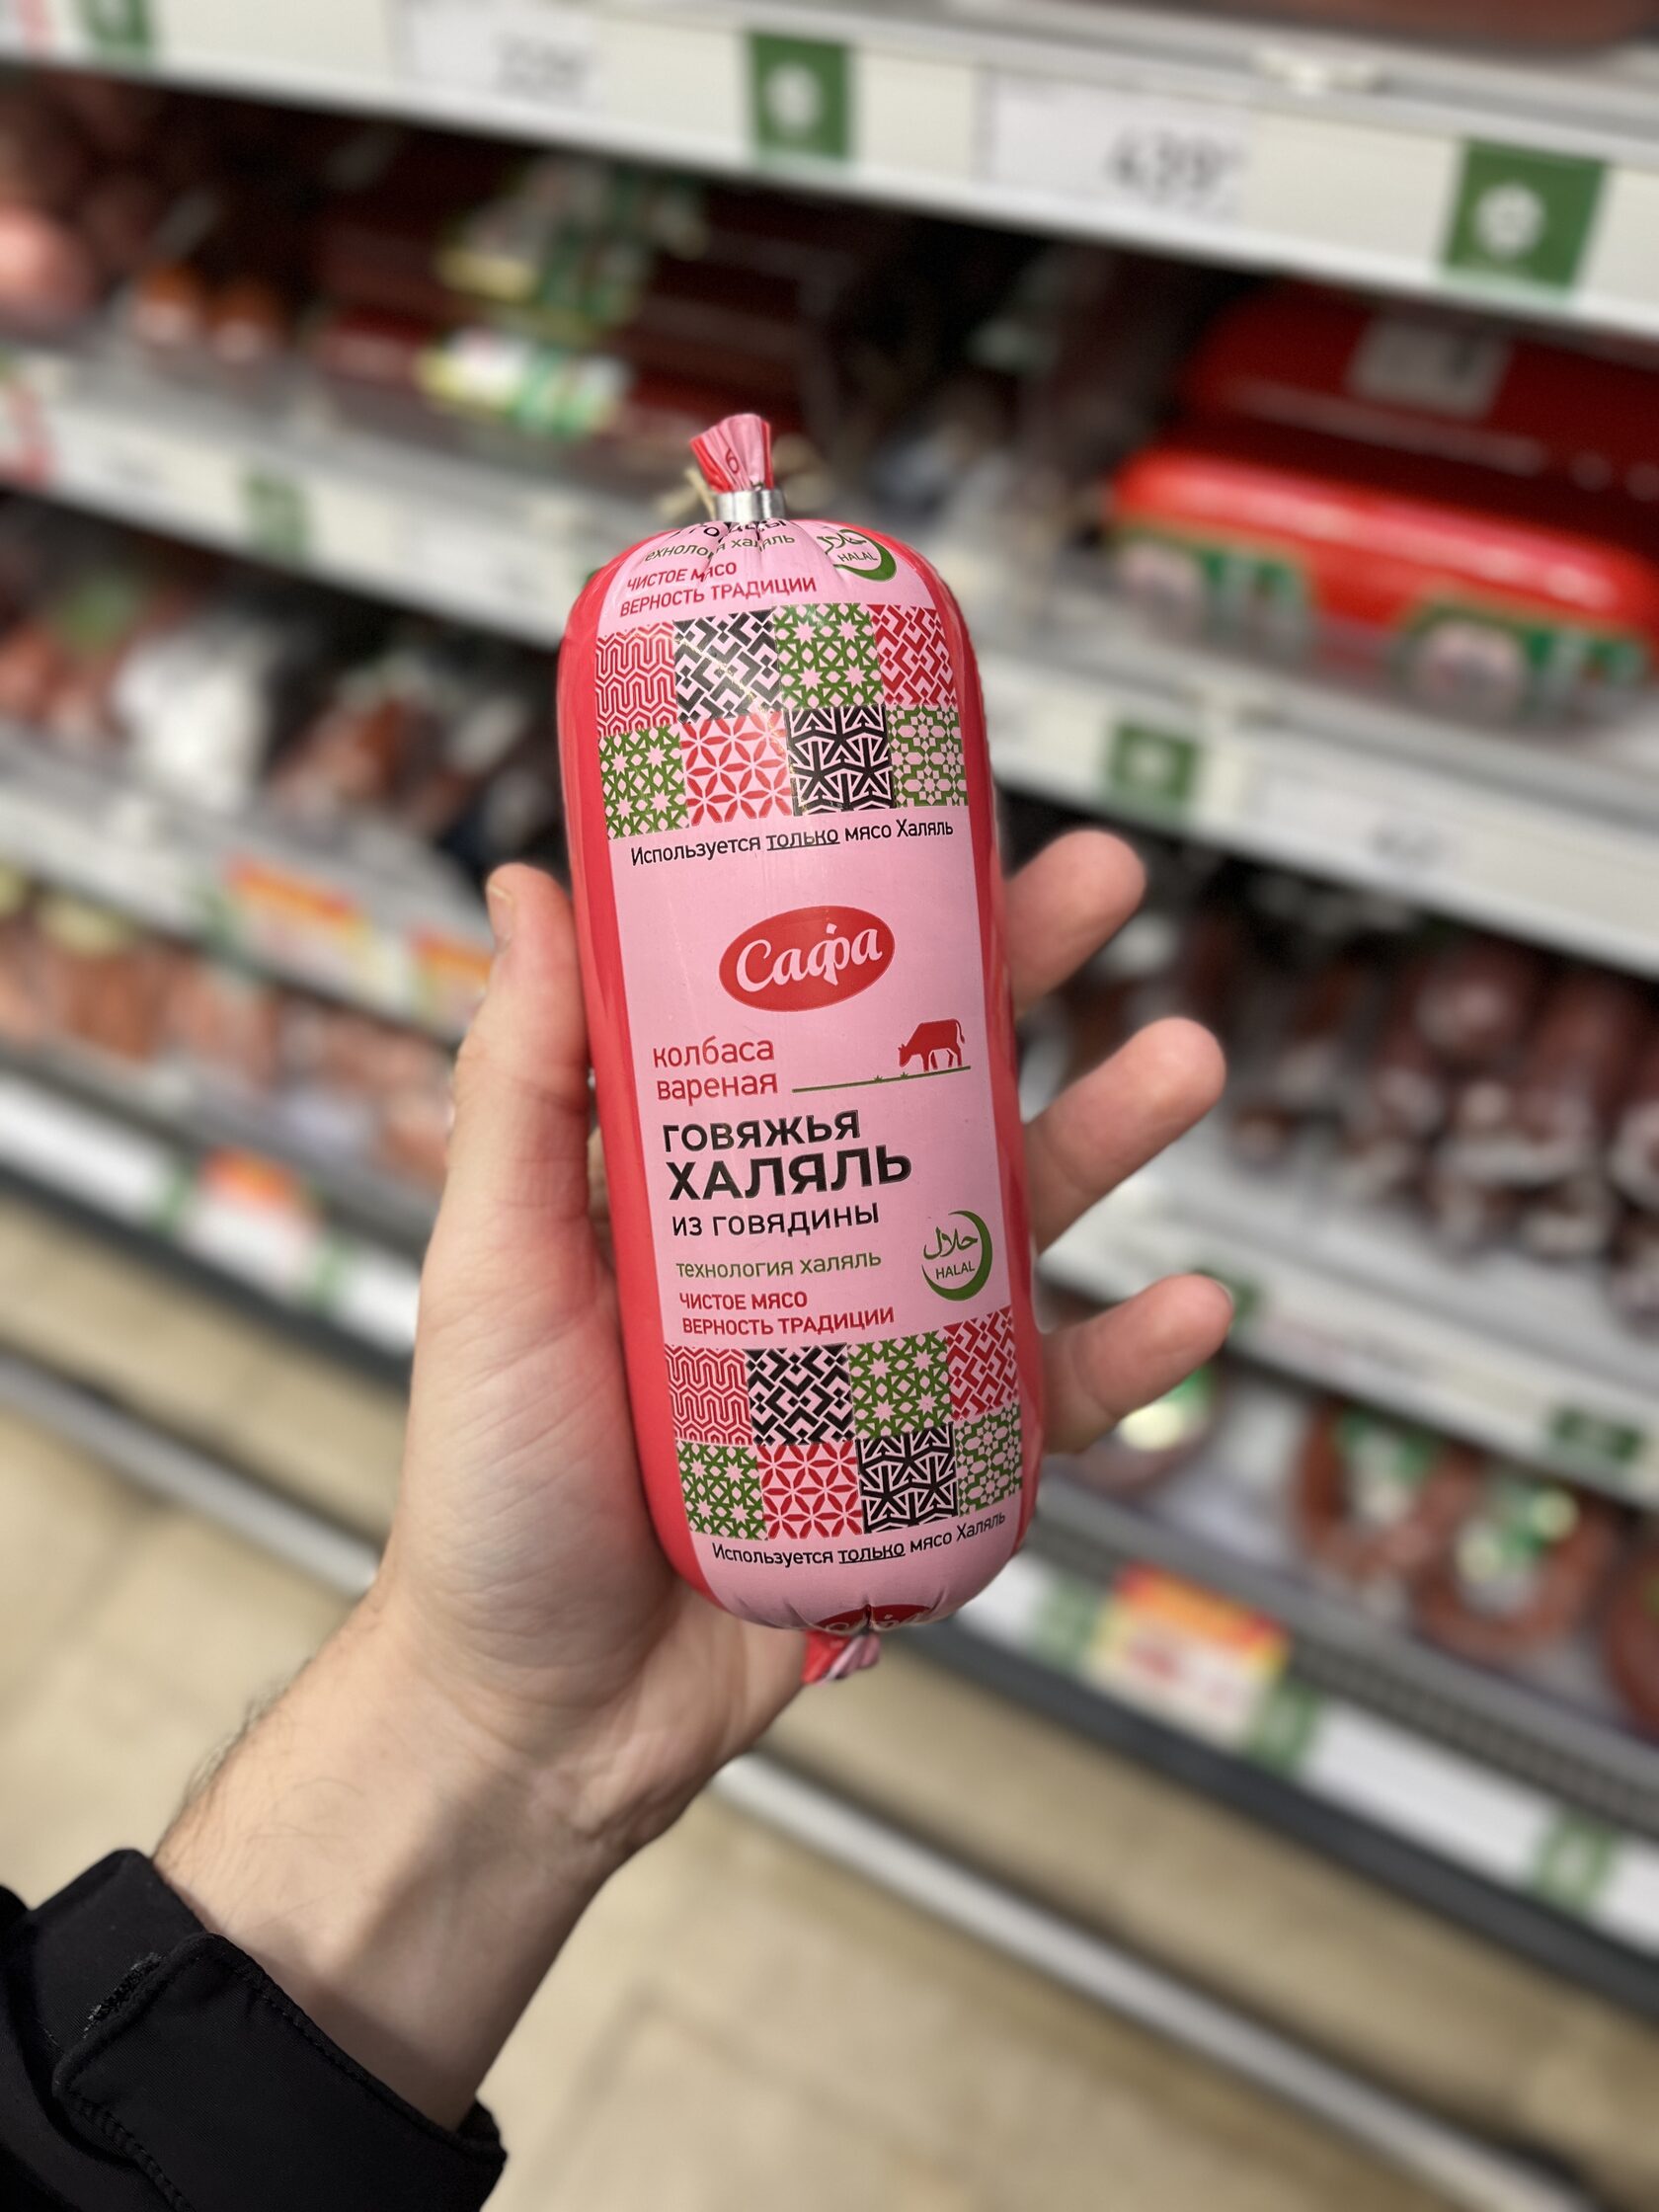 6
технология халяль
HALAL
ЧИСТОЕ МЯСО
ВЕРНОСТЬ ТРАДИЦИИ
Используется только мясо Халяль
Сафа
колбаса
вареная
ГОВЯЖЬЯ
ХАЛЯЛЬ
ИЗ ГОВЯДИНЫ
حلال
HALAL
технология халяль
ЧИСТОЕ МЯСО
ВЕРНОСТЬ ТРАДИЦИИ
Используется только мясо Халяль